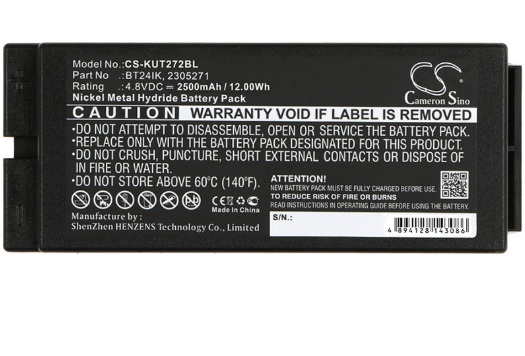 Model No.:CS-KUT272BL
Part No :BT24IK, 2305271
Rating :4.8VDC ⎓ 2500mAh / 12.00Wh
Nickel Metal Hydride Battery Pack
CS
Cameron Sino
CAUTION WARRANTY VOID IF LABEL IS REMOVED
•DO NOT ATTEMPT TO DISASSEMBLE, OPEN OR SERVICE THE BATTERY PACK.
•REPLACE ONLY WITH THE BATTERY PACK DESIGNATED FOR THIS PRODUCT.
•DO NOT CRUSH, PUNCTURE, SHORT EXTERNAL CONTACTS OR DISPOSE OF
IN FIRE OR WATER.
•DO NOT STORE ABOVE 60°C (140°F).
ATTENTION!
NEW BATTERY PACK MUST BE FULLY CHARGED BEFORE USE.
TO REDUCE RISK OF FIRE OR BURNS
READ INSTRUCTIONS IN OPERATING GUIDE BEFORE USING BATTERY.
Manufacture by :
ShenZhen HENZENS Technology Co., Limited
CE FC
Made In China
S/N.:
4 894128 143086